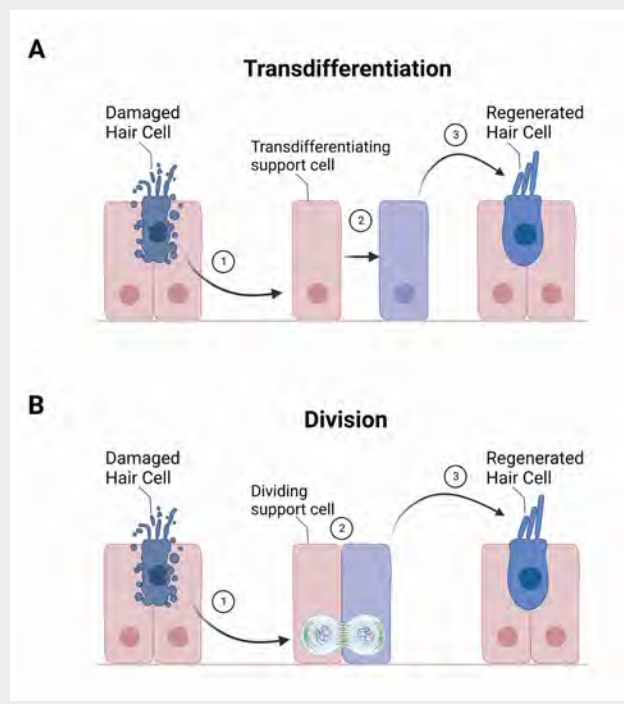 A
Transdifferentiation
Damaged
Hair Cell
Transdifferentiating
support cell
Regenerated
Hair Cell
1
2
3
B
Division
Damaged
Hair Cell
Dividing
support cell
Regenerated
Hair Cell
1
2
3